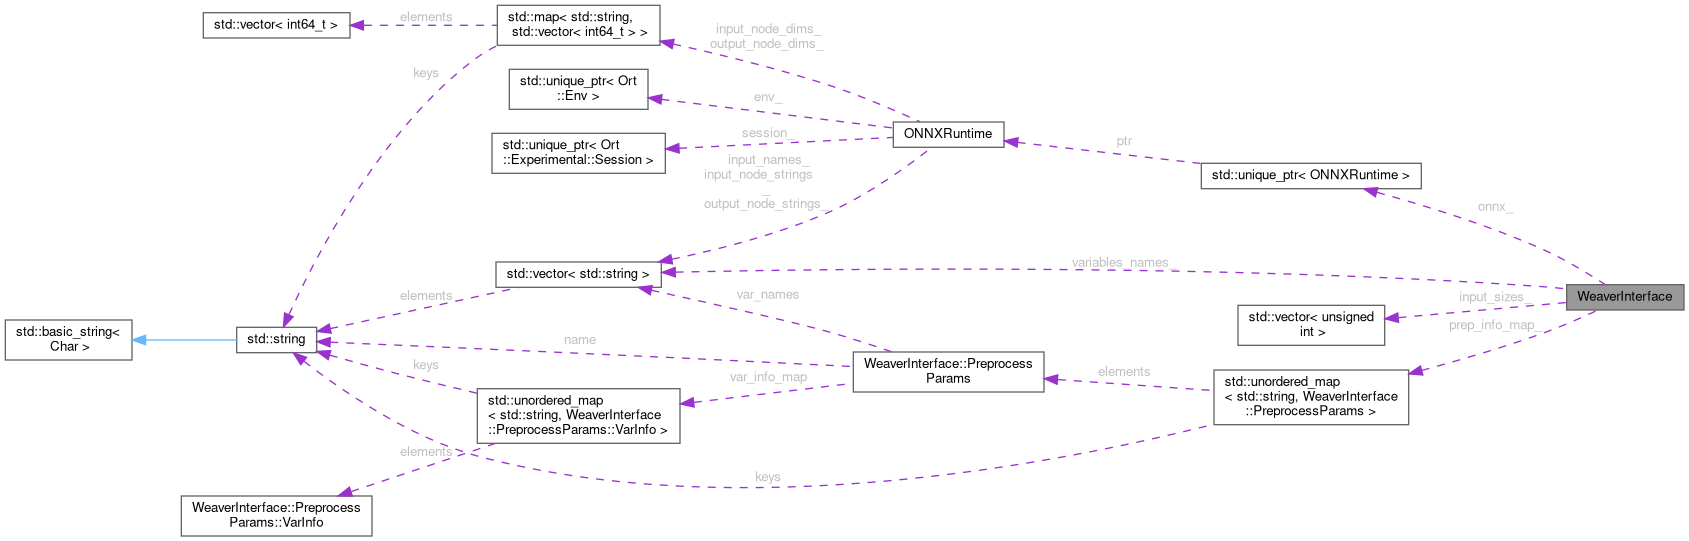 std::vector< int64_t >
elements
std::map< std::string,
std::vector< int64_t > >
input_node_dims_
output_node_dims_
keys
std::unique_ptr< Ort
::Env >
env_
ONNXRuntime
session_
std::unique_ptr< Ort
::Experimental::Session >
ptr
input_names_
input_node_strings
_
output_node_strings_
std::unique_ptr< ONNXRuntime >
onnx_
std::vector< std::string >
variables_names_
WeaverInterface
elements
var_names
input_sizes_
std::vector< unsigned
int >
prep_info_map_
std::basic_string<
Char >
std::string
name
keys
WeaverInterface::Preprocess
Params
var_info_map
elements
std::unordered_map
< std::string, WeaverInterface
::PreprocessParams >
std::unordered_map
< std::string, WeaverInterface
::PreprocessParams::VarInfo >
elements
keys
WeaverInterface::Preprocess
Params::VarInfo